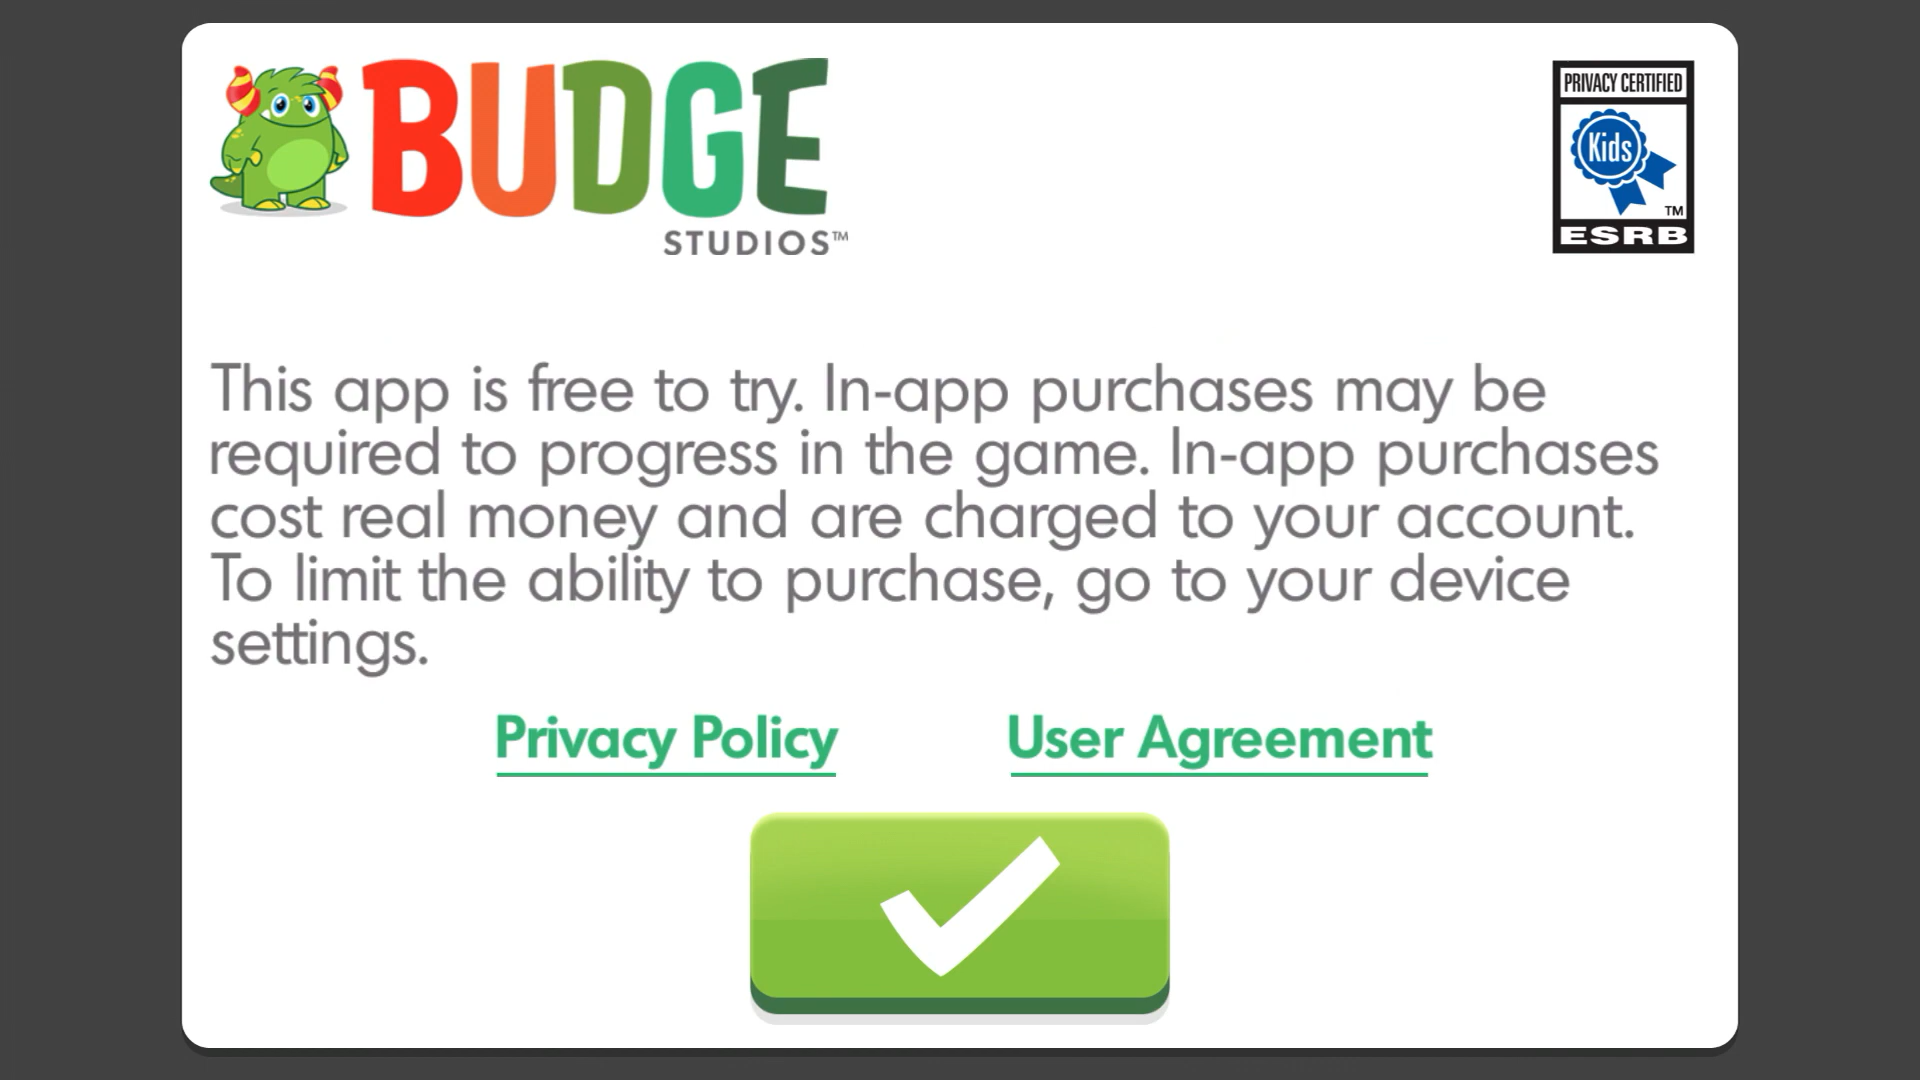 BUDGE
STUDIOS™
PRIVACY CERTIFIED
Kids
™
ESRB
This app is free to try. In-app purchases may be
required to progress in the game. In-app purchases
cost real money and are charged to your account.
To limit the ability to purchase, go to your device
settings.
Privacy Policy
User Agreement